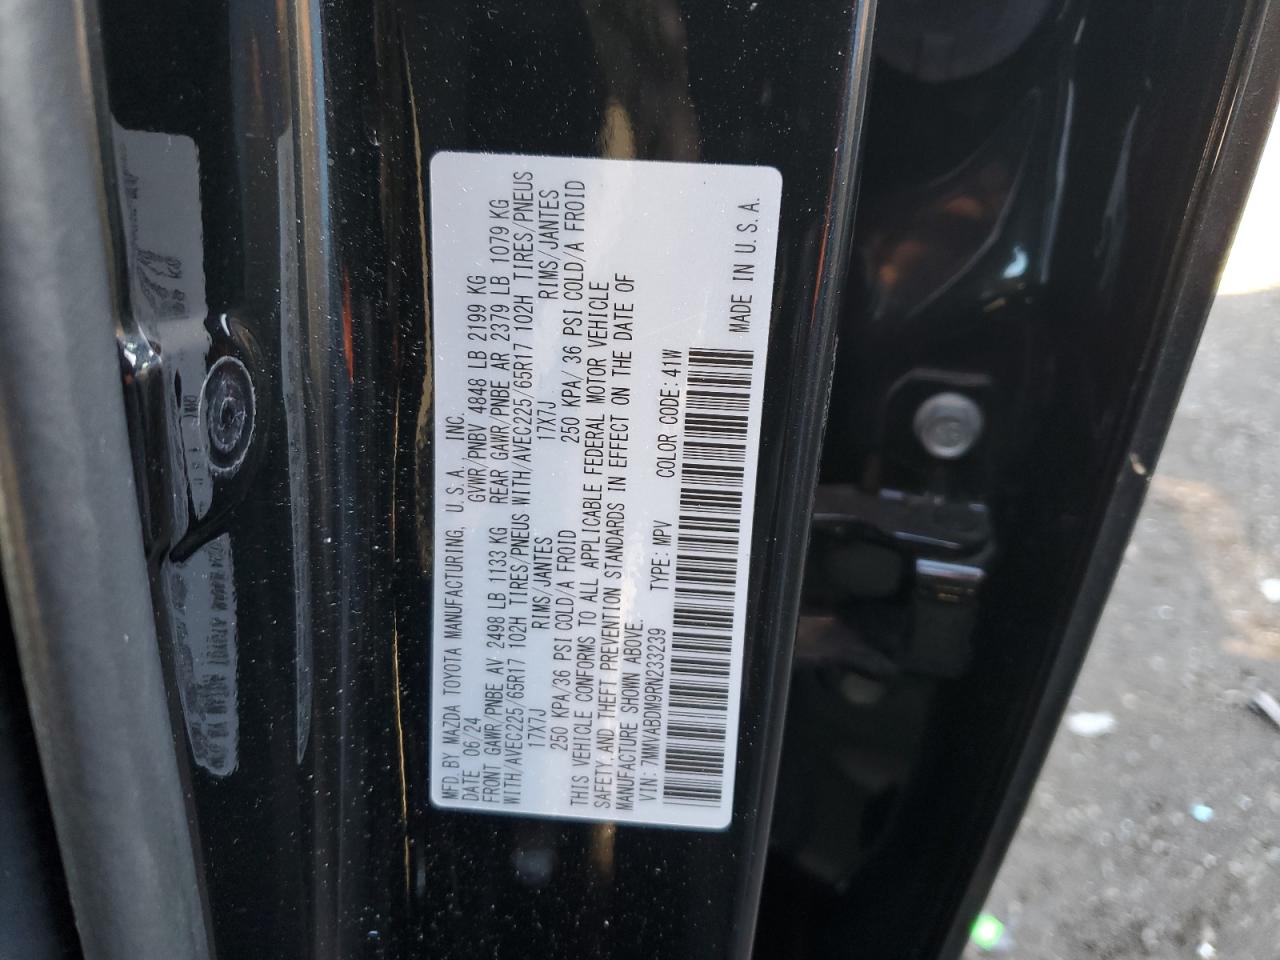 MFD. BY MAZDA TOYOTA MANUFACTURING, U.S.A. INC.
DATE 06/24 GVWR/PNBV 4848 LB 2199 KG
FRONT GAWR/PNBE AV 2498 LB 1133 KG REAR GAWR/PNBE AR 2379 LB 1079 KG
WITH/AVEC225/65R17 102H TIRES/PNEUS WITH/AVEC225/65R17 102H TIRES/PNEUS
17X7J RIMS/JANTES 17X7J RIMS/JANTES
250 KPA/36 PSI COLD/A FROID 250 KPA/ 36 PSI COLD/A FROID
THIS VEHICLE CONFORMS TO ALL APPLICABLE FEDERAL MOTOR VEHICLE
SAFETY, AND THEFT PREVENTION STANDARDS IN EFFECT ON THE DATE OF
MANUFACTURE SHOWN ABOVE.
VIN: 7MMVABDM9RN233239 TYPE: MPV COLOR CODE: 41W
MADE IN U.S.A.